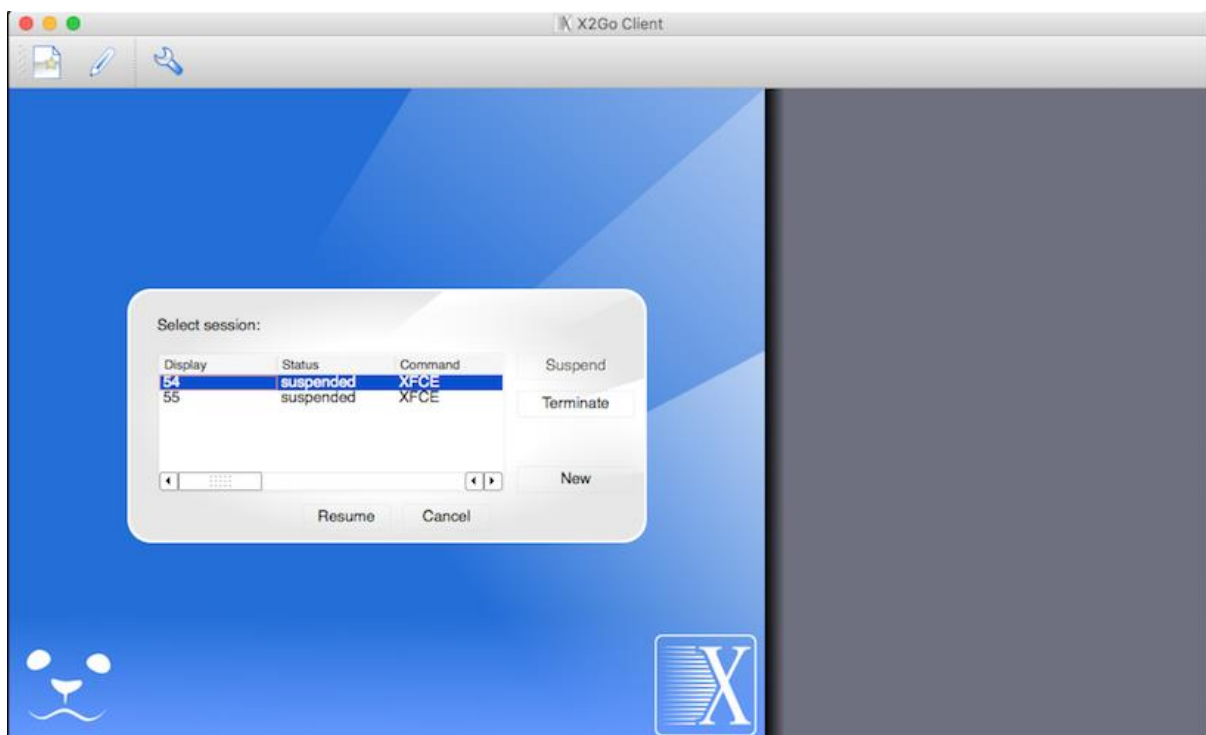 X2Go Client
Select session:
Display Status Command
54 suspended XFCE
55 suspended XFCE
Suspend
Terminate
New
Resume Cancel
X